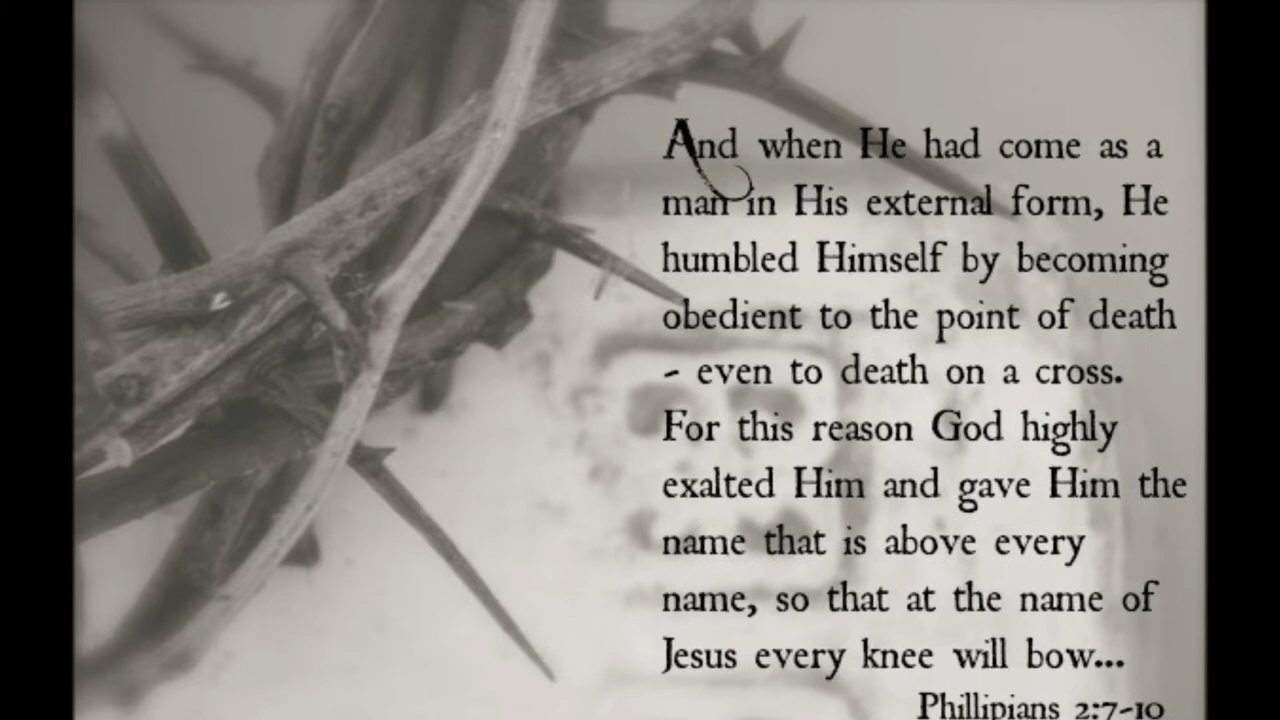 And when He had come as a
man in His external form, He
humbled Himself by becoming
obedient to the point of death
- even to death on a cross.
For this reason God highly
exalted Him and gave Him the
name that is above every
name, so that at the name of
Jesus every knee will bow...
Phillipians 2:7-10